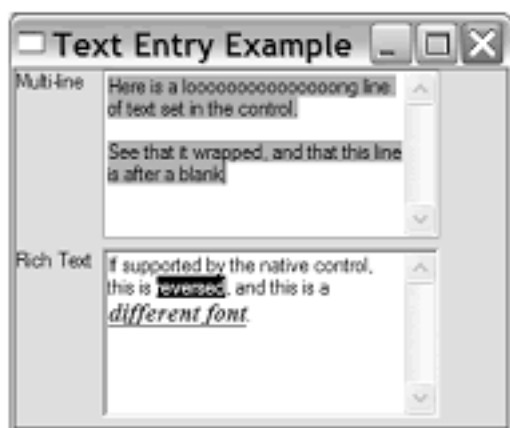 Text Entry Example
Multi-line
Here is a looooooooooooooong line
of text set in the control.
See that it wrapped, and that this line
is after a blank
Rich Text
If supported by the native control,
this is reversed, and this is a
different font.